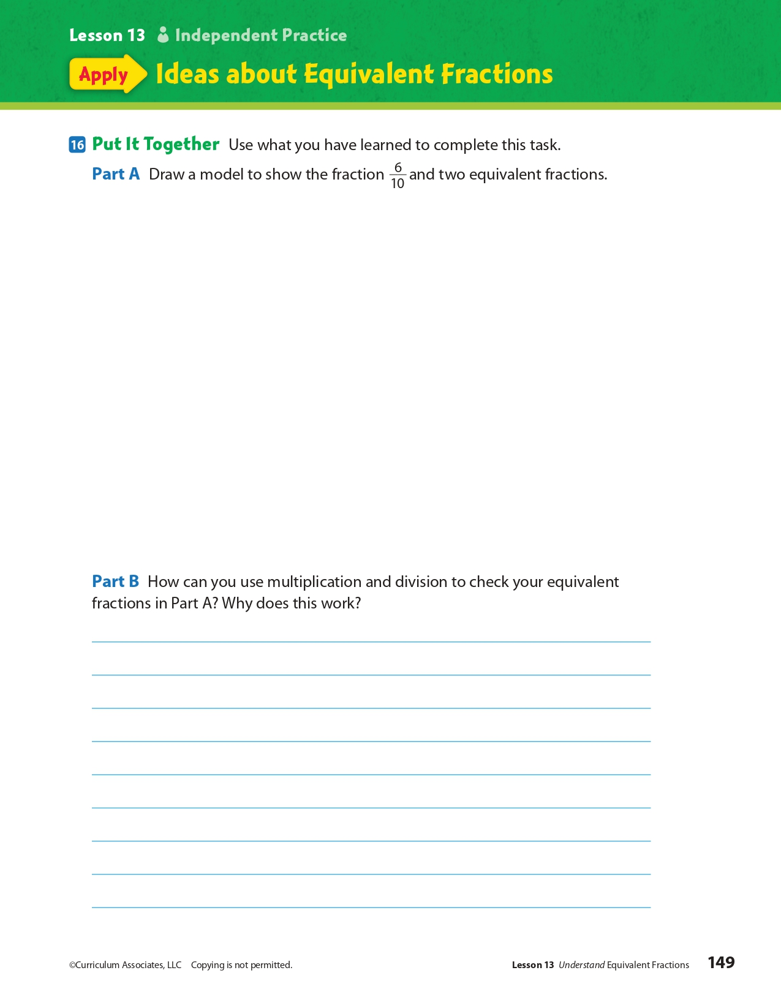 Lesson 13 Independent Practice
Apply Ideas about Equivalent Fractions
16 Put It Together Use what you have learned to complete this task.
Part A Draw a model to show the fraction 6/10 and two equivalent fractions.
Part B How can you use multiplication and division to check your equivalent
fractions in Part A? Why does this work?
©Curriculum Associates, LLC Copying is not permitted.
Lesson 13 Understand Equivalent Fractions 149